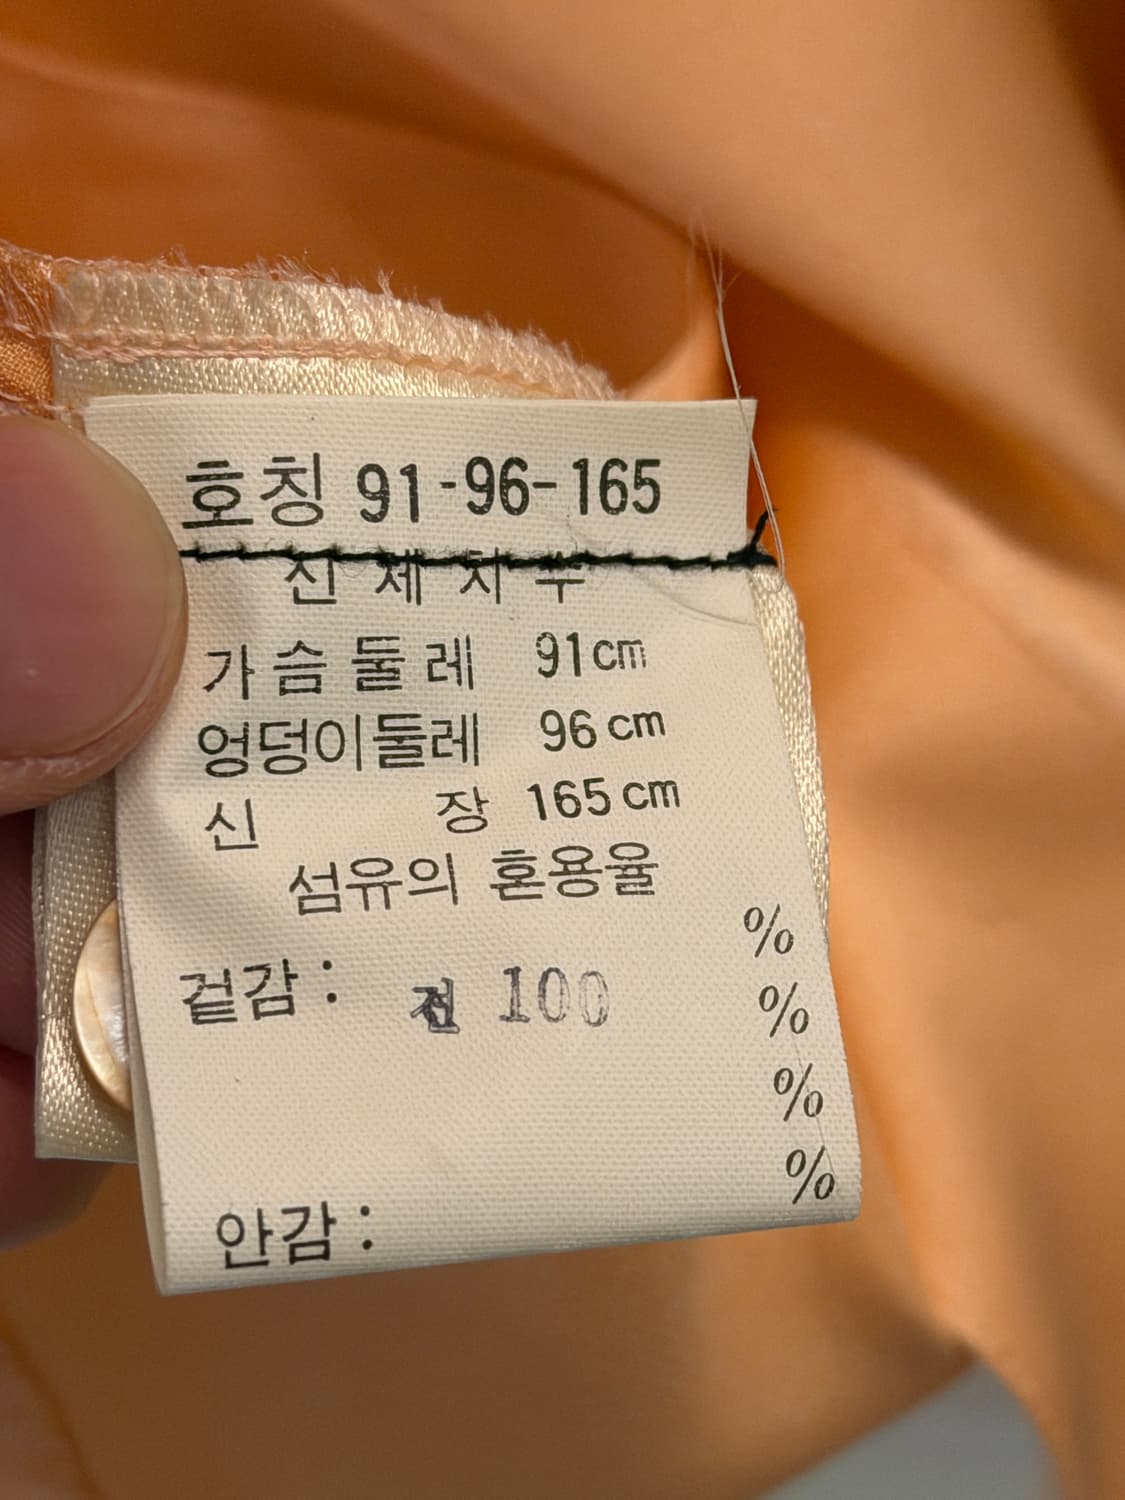 호칭 91-96-165
신체치수
가슴둘레 91cm
엉덩이둘레 96cm
신 장 165cm
섬유의 혼용율
%
겉감 : 100 %
%
%
안감 :